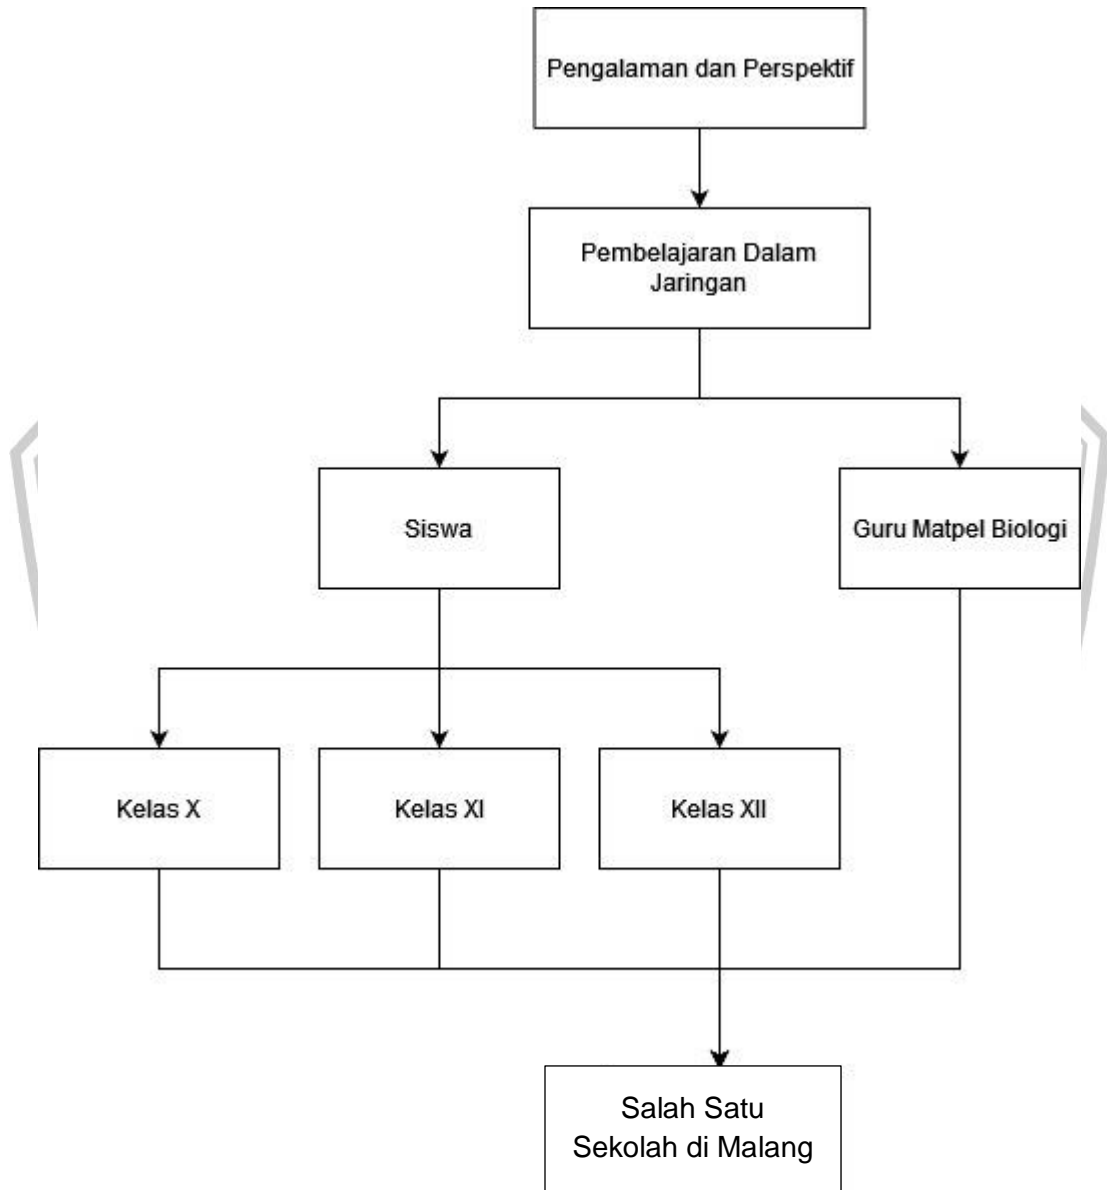 Pengalaman dan Perspektif
Pembelajaran Dalam
Jaringan
Siswa
Guru Matpel Biologi
Kelas X
Kelas XI
Kelas XII
Salah Satu
Sekolah di Malang